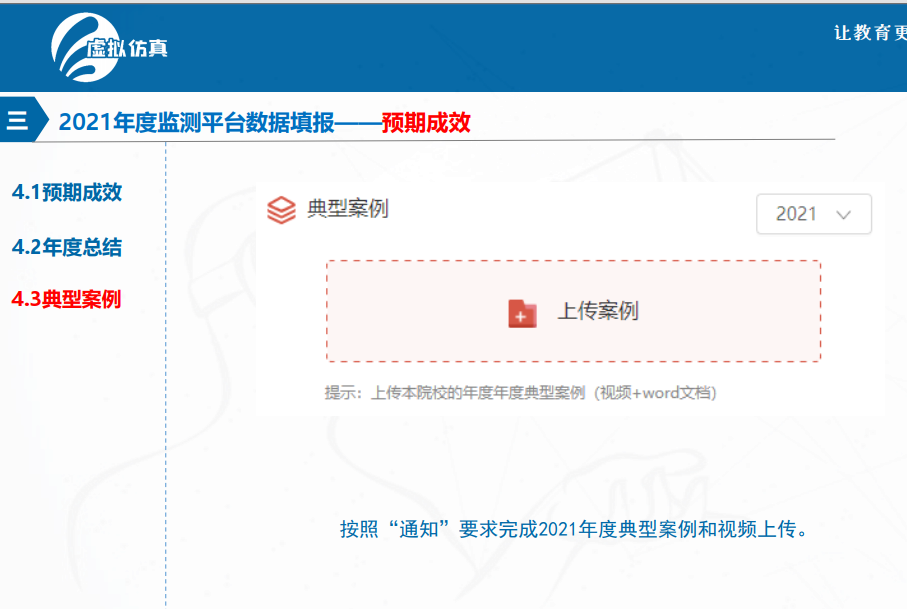 虚拟仿真
让教育更
三
2021年度监测平台数据填报——预期成效
4.1预期成效
4.2年度总结
4.3典型案例
典型案例
2021
上传案例
提示：上传本院校的年度年度典型案例（视频+word文档）
按照“通知”要求完成2021年度典型案例和视频上传。